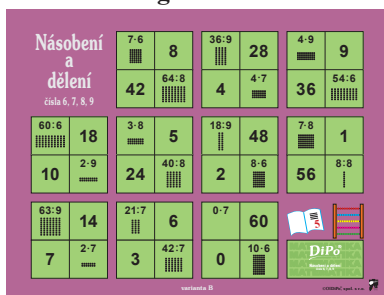 Násobení
a
dělení
čísla 6, 7, 8, 9
7·6 8 36:9 28 4·9 9
42 64:8 4 4·7 36 54:6
60:6 18 3·8 5 18:9 48 7·8 1
10 2·9 24 40:8 2 8·6 56 8:8
63:9 14 21:7 6 0·7 60
7 2·7 3 42:7 0 10·6
5
DiPo
Násobení a dělení
varianta B